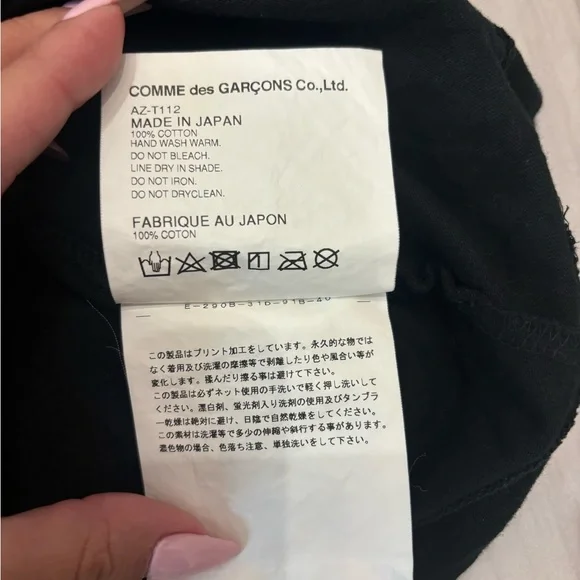 COMME des GARÇONS Co.,Ltd.
AZ-T112
MADE IN JAPAN
100% COTTON
HAND WASH WARM.
DO NOT BLEACH.
LINE DRY IN SHADE.
DO NOT IRON.
DO NOT DRYCLEAN.
FABRIQUE AU JAPON
100% COTON
この製品はプリント加工をしています。永久的な物では
なく着用及び洗濯の摩擦等で剥離したり色や風合い等が
変化します。揉んだり擦る事は避けて下さい。
この製品は必ずネット使用の手洗いで軽く押し洗いして
ください。漂白剤、蛍光剤入り洗剤の使用及びタンブラ
ー乾燥は絶対に避け、日陰で自然乾燥をしてください。
この素材は洗濯等で多少の伸縮や斜行する事があります。
濃色物の場合、色落ち注意、単独洗いをして下さい。